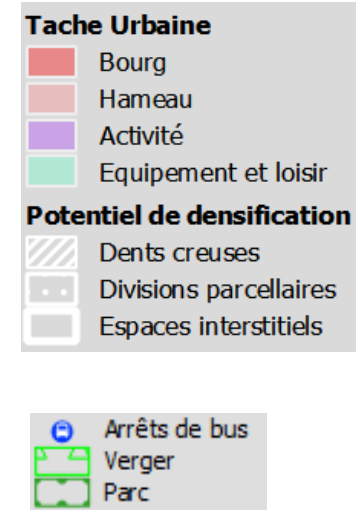 Tache Urbaine
Bourg
Hameau
Activité
Equipement et loisir
Potentiel de densification
Dents creuses
Divisions parcellaires
Espaces interstitiels
Arrêts de bus
Verger
Parc